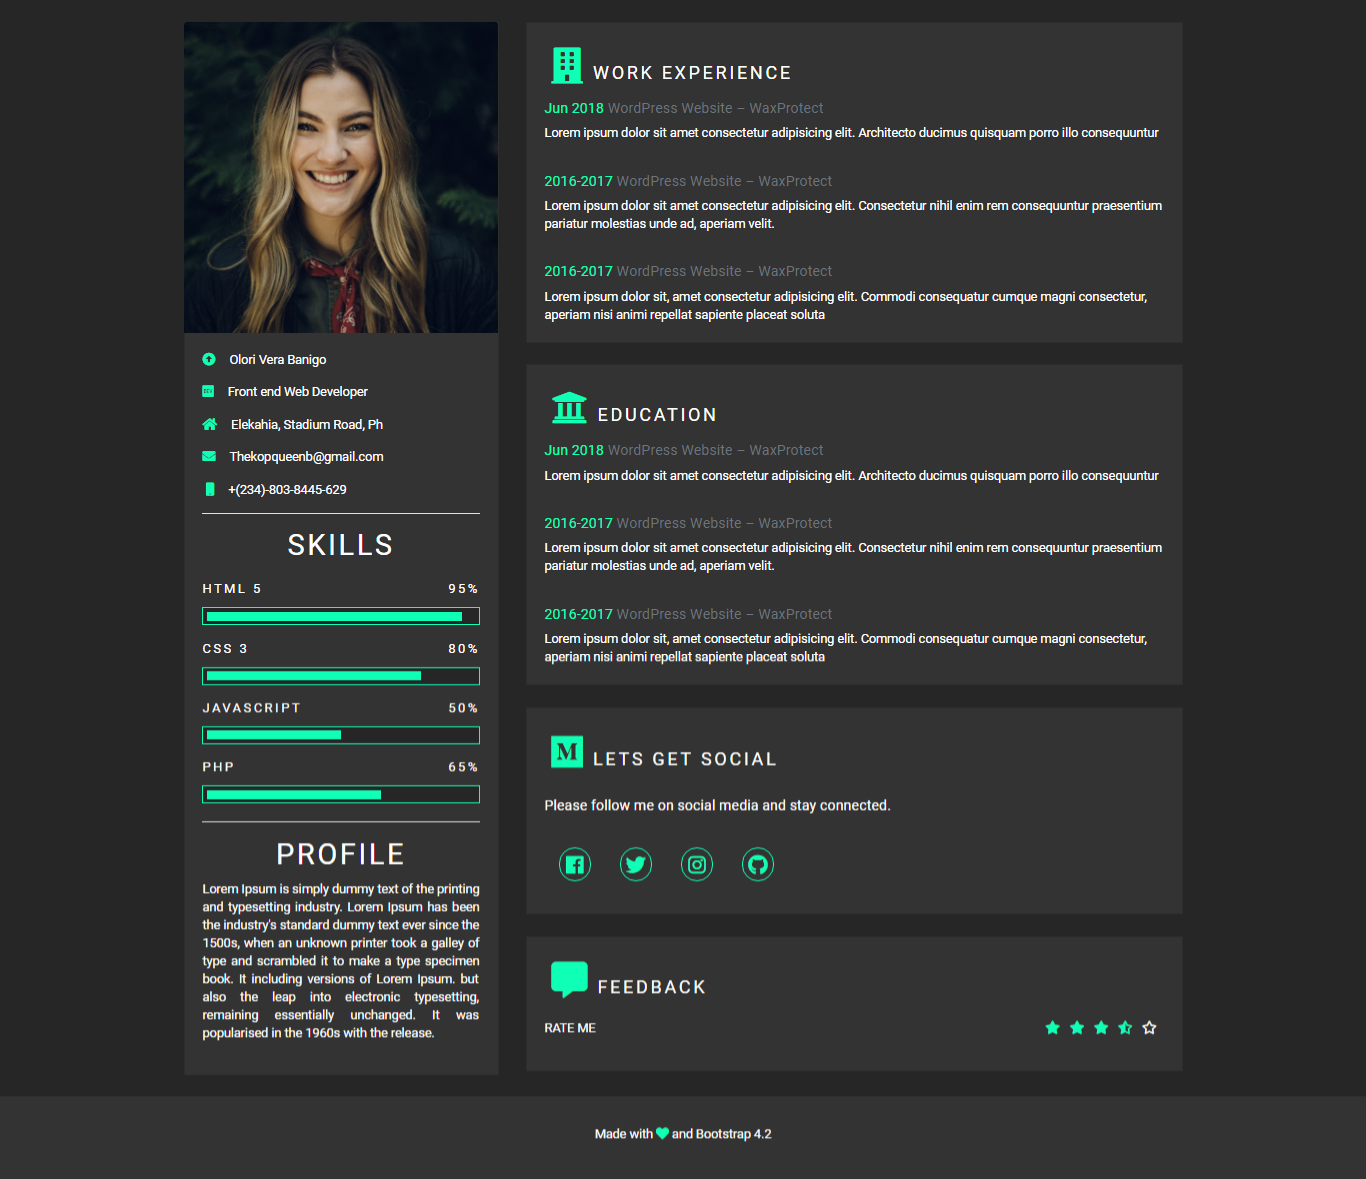 Olori Vera Banigo
Front end Web Developer
Elekahia, Stadium Road, Ph
Thekopqueenb@gmail.com
+(234)-803-8445-629
SKILLS
HTML 5 95%
CSS 3 80%
JAVASCRIPT 50%
PHP 65%
PROFILE
Lorem Ipsum is simply dummy text of the printing
and typesetting industry. Lorem Ipsum has been
the industry's standard dummy text ever since the
1500s, when an unknown printer took a galley of
type and scrambled it to make a type specimen
book. It including versions of Lorem Ipsum. but
also the leap into electronic typesetting,
remaining essentially unchanged. It was
popularised in the 1960s with the release.
WORK EXPERIENCE
Jun 2018 WordPress Website – WaxProtect
Lorem ipsum dolor sit amet consectetur adipisicing elit. Architecto ducimus quisquam porro illo consequuntur
2016-2017 WordPress Website – WaxProtect
Lorem ipsum dolor sit amet consectetur adipisicing elit. Consectetur nihil enim rem consequuntur praesentium
pariatur molestias unde ad, aperiam velit.
2016-2017 WordPress Website – WaxProtect
Lorem ipsum dolor sit, amet consectetur adipisicing elit. Commodi consequatur cumque magni consectetur,
aperiam nisi animi repellat sapiente placeat soluta
EDUCATION
Jun 2018 WordPress Website – WaxProtect
Lorem ipsum dolor sit amet consectetur adipisicing elit. Architecto ducimus quisquam porro illo consequuntur
2016-2017 WordPress Website – WaxProtect
Lorem ipsum dolor sit amet consectetur adipisicing elit. Consectetur nihil enim rem consequuntur praesentium
pariatur molestias unde ad, aperiam velit.
2016-2017 WordPress Website – WaxProtect
Lorem ipsum dolor sit, amet consectetur adipisicing elit. Commodi consequatur cumque magni consectetur,
aperiam nisi animi repellat sapiente placeat soluta
M LETS GET SOCIAL
Please follow me on social media and stay connected.
FEEDBACK
RATE ME
Made with and Bootstrap 4.2